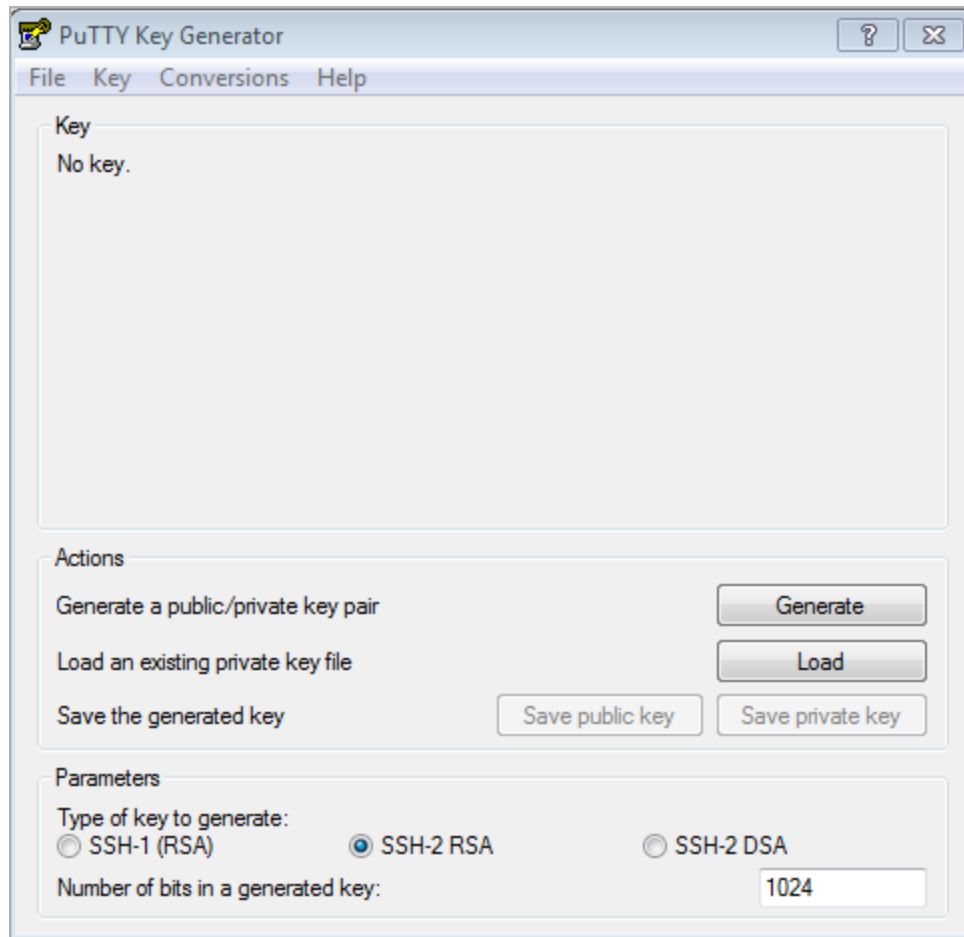 PuTTY Key Generator
File Key Conversions Help
Key
No key.
Actions
Generate a public/private key pair Generate
Load an existing private key file Load
Save the generated key Save public key Save private key
Parameters
Type of key to generate:
SSH-1 (RSA) SSH-2 RSA SSH-2 DSA
Number of bits in a generated key: 1024